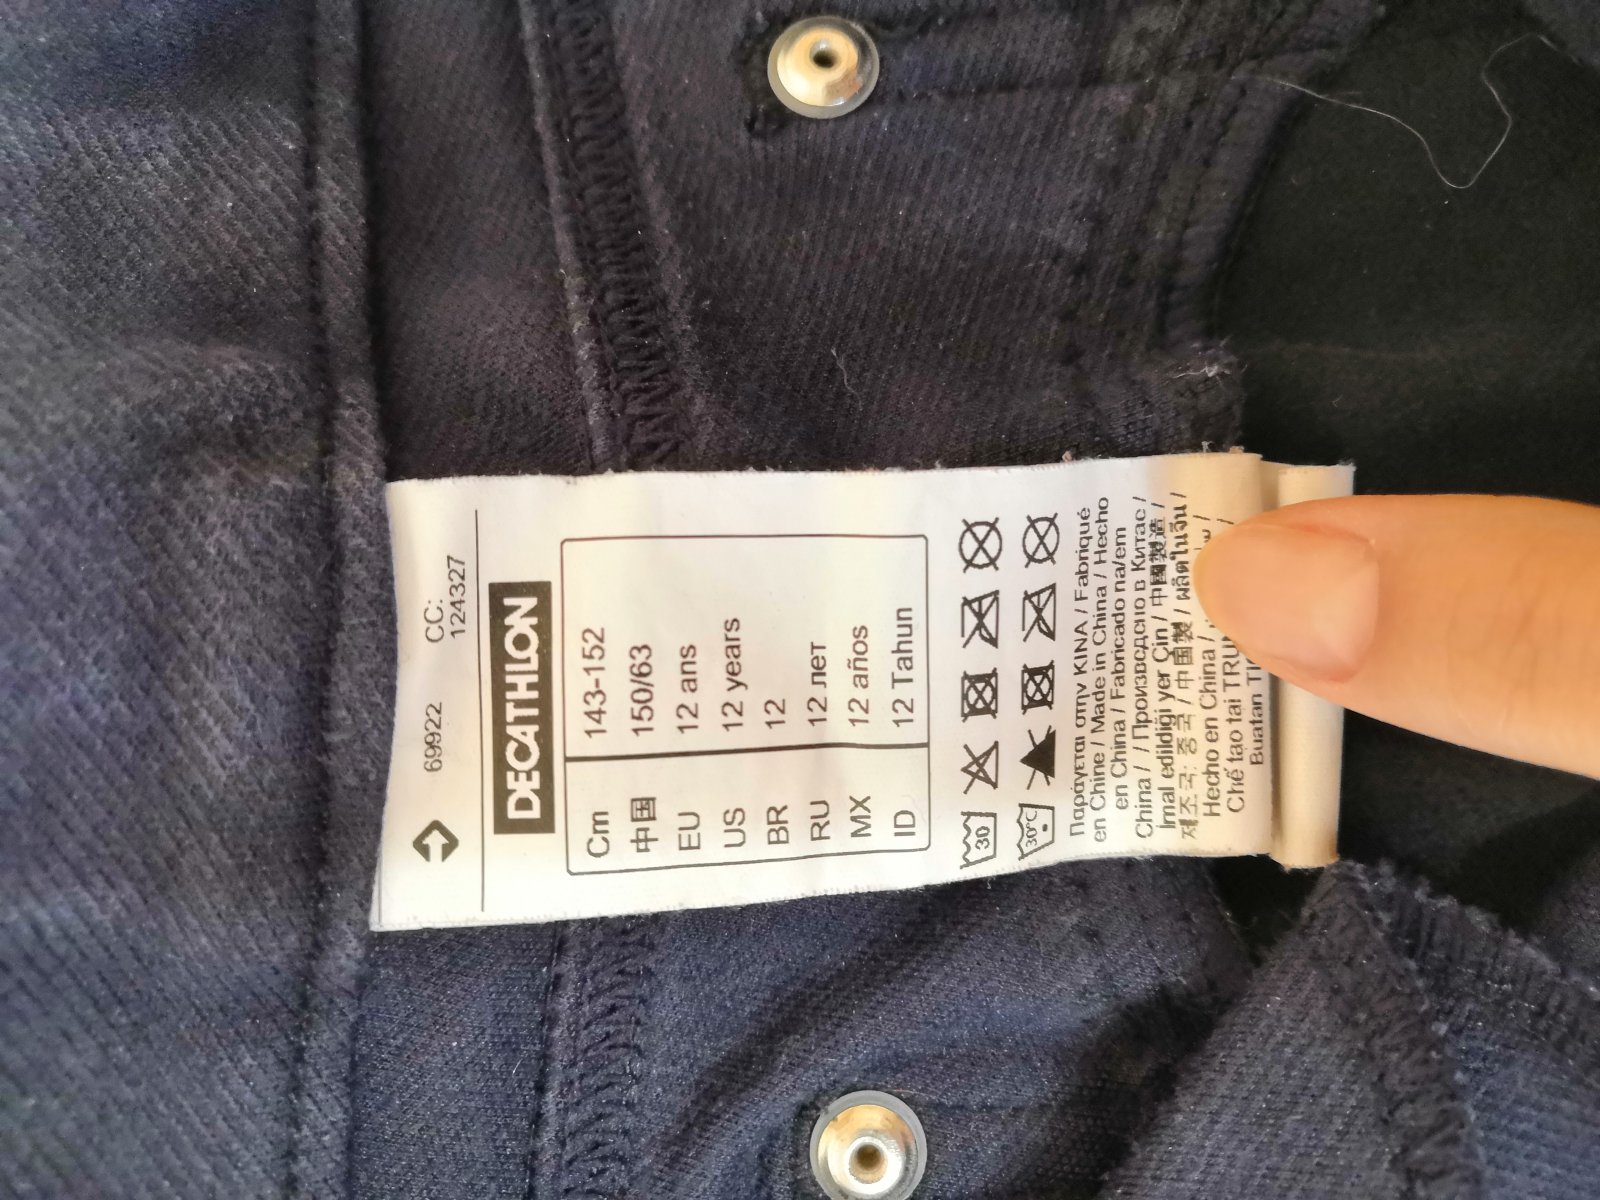 69922 CC:
124327
DECATHLON
Cm 143-152
中国 150/63
EU 12 ans
US 12 years
BR 12
RU 12 лет
MX 12 años
ID 12 Tahun
30
30°C
Παράγεται στην ΚΙΝΑ / Fabriqué
en Chine / Made in China / Hecho
en China / Fabricado na/em
China / / Произведено в Китае /
İmal edildiği yer Çin / 中國製造 /
제조국: 중국 / 中国製 / ผลิตในจีน /
Hecho en China /
Chế tạo tại
Buatan